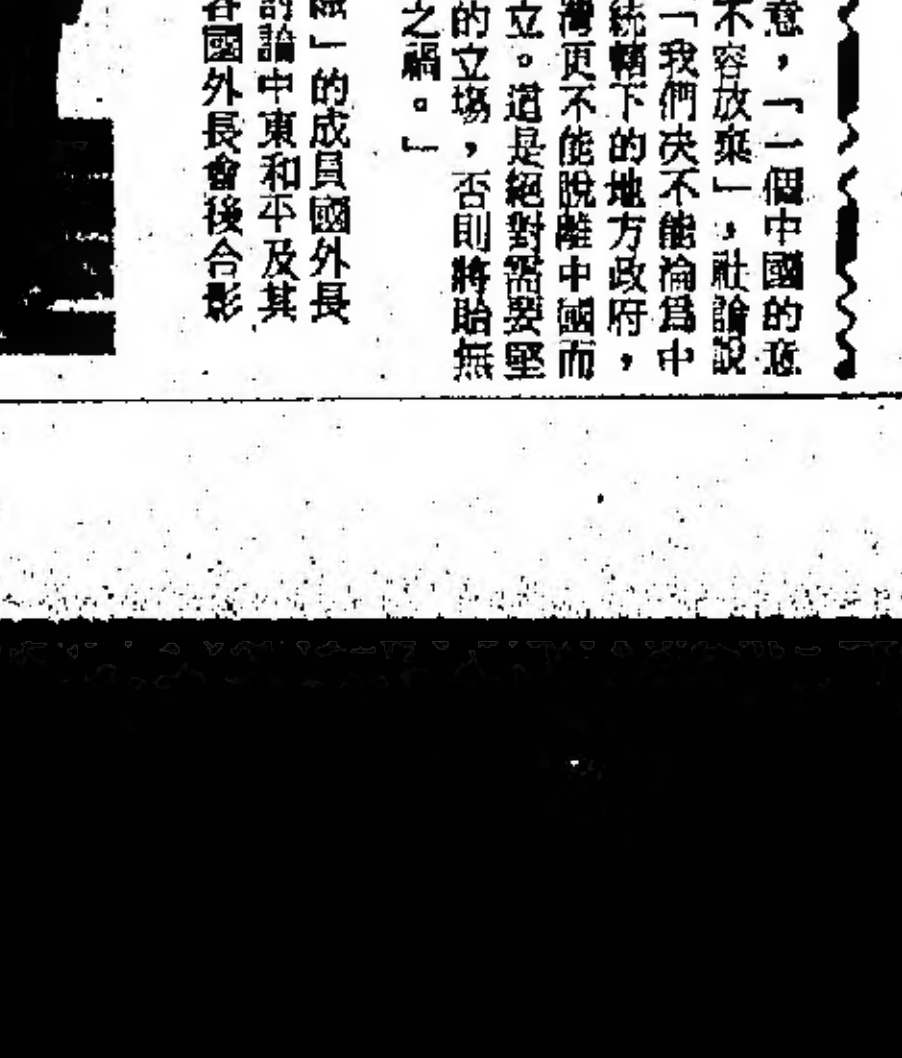 意，「一個中國的意
不容放棄」，社論說
「我們決不能淪爲中
統轄下的地方政府，
灣更不能脫離中國而
立。這是絕對需要堅
的立場，否則將貽無
之禍。」
」的成員國外長
討論中東和平及其
各國外長會後合影